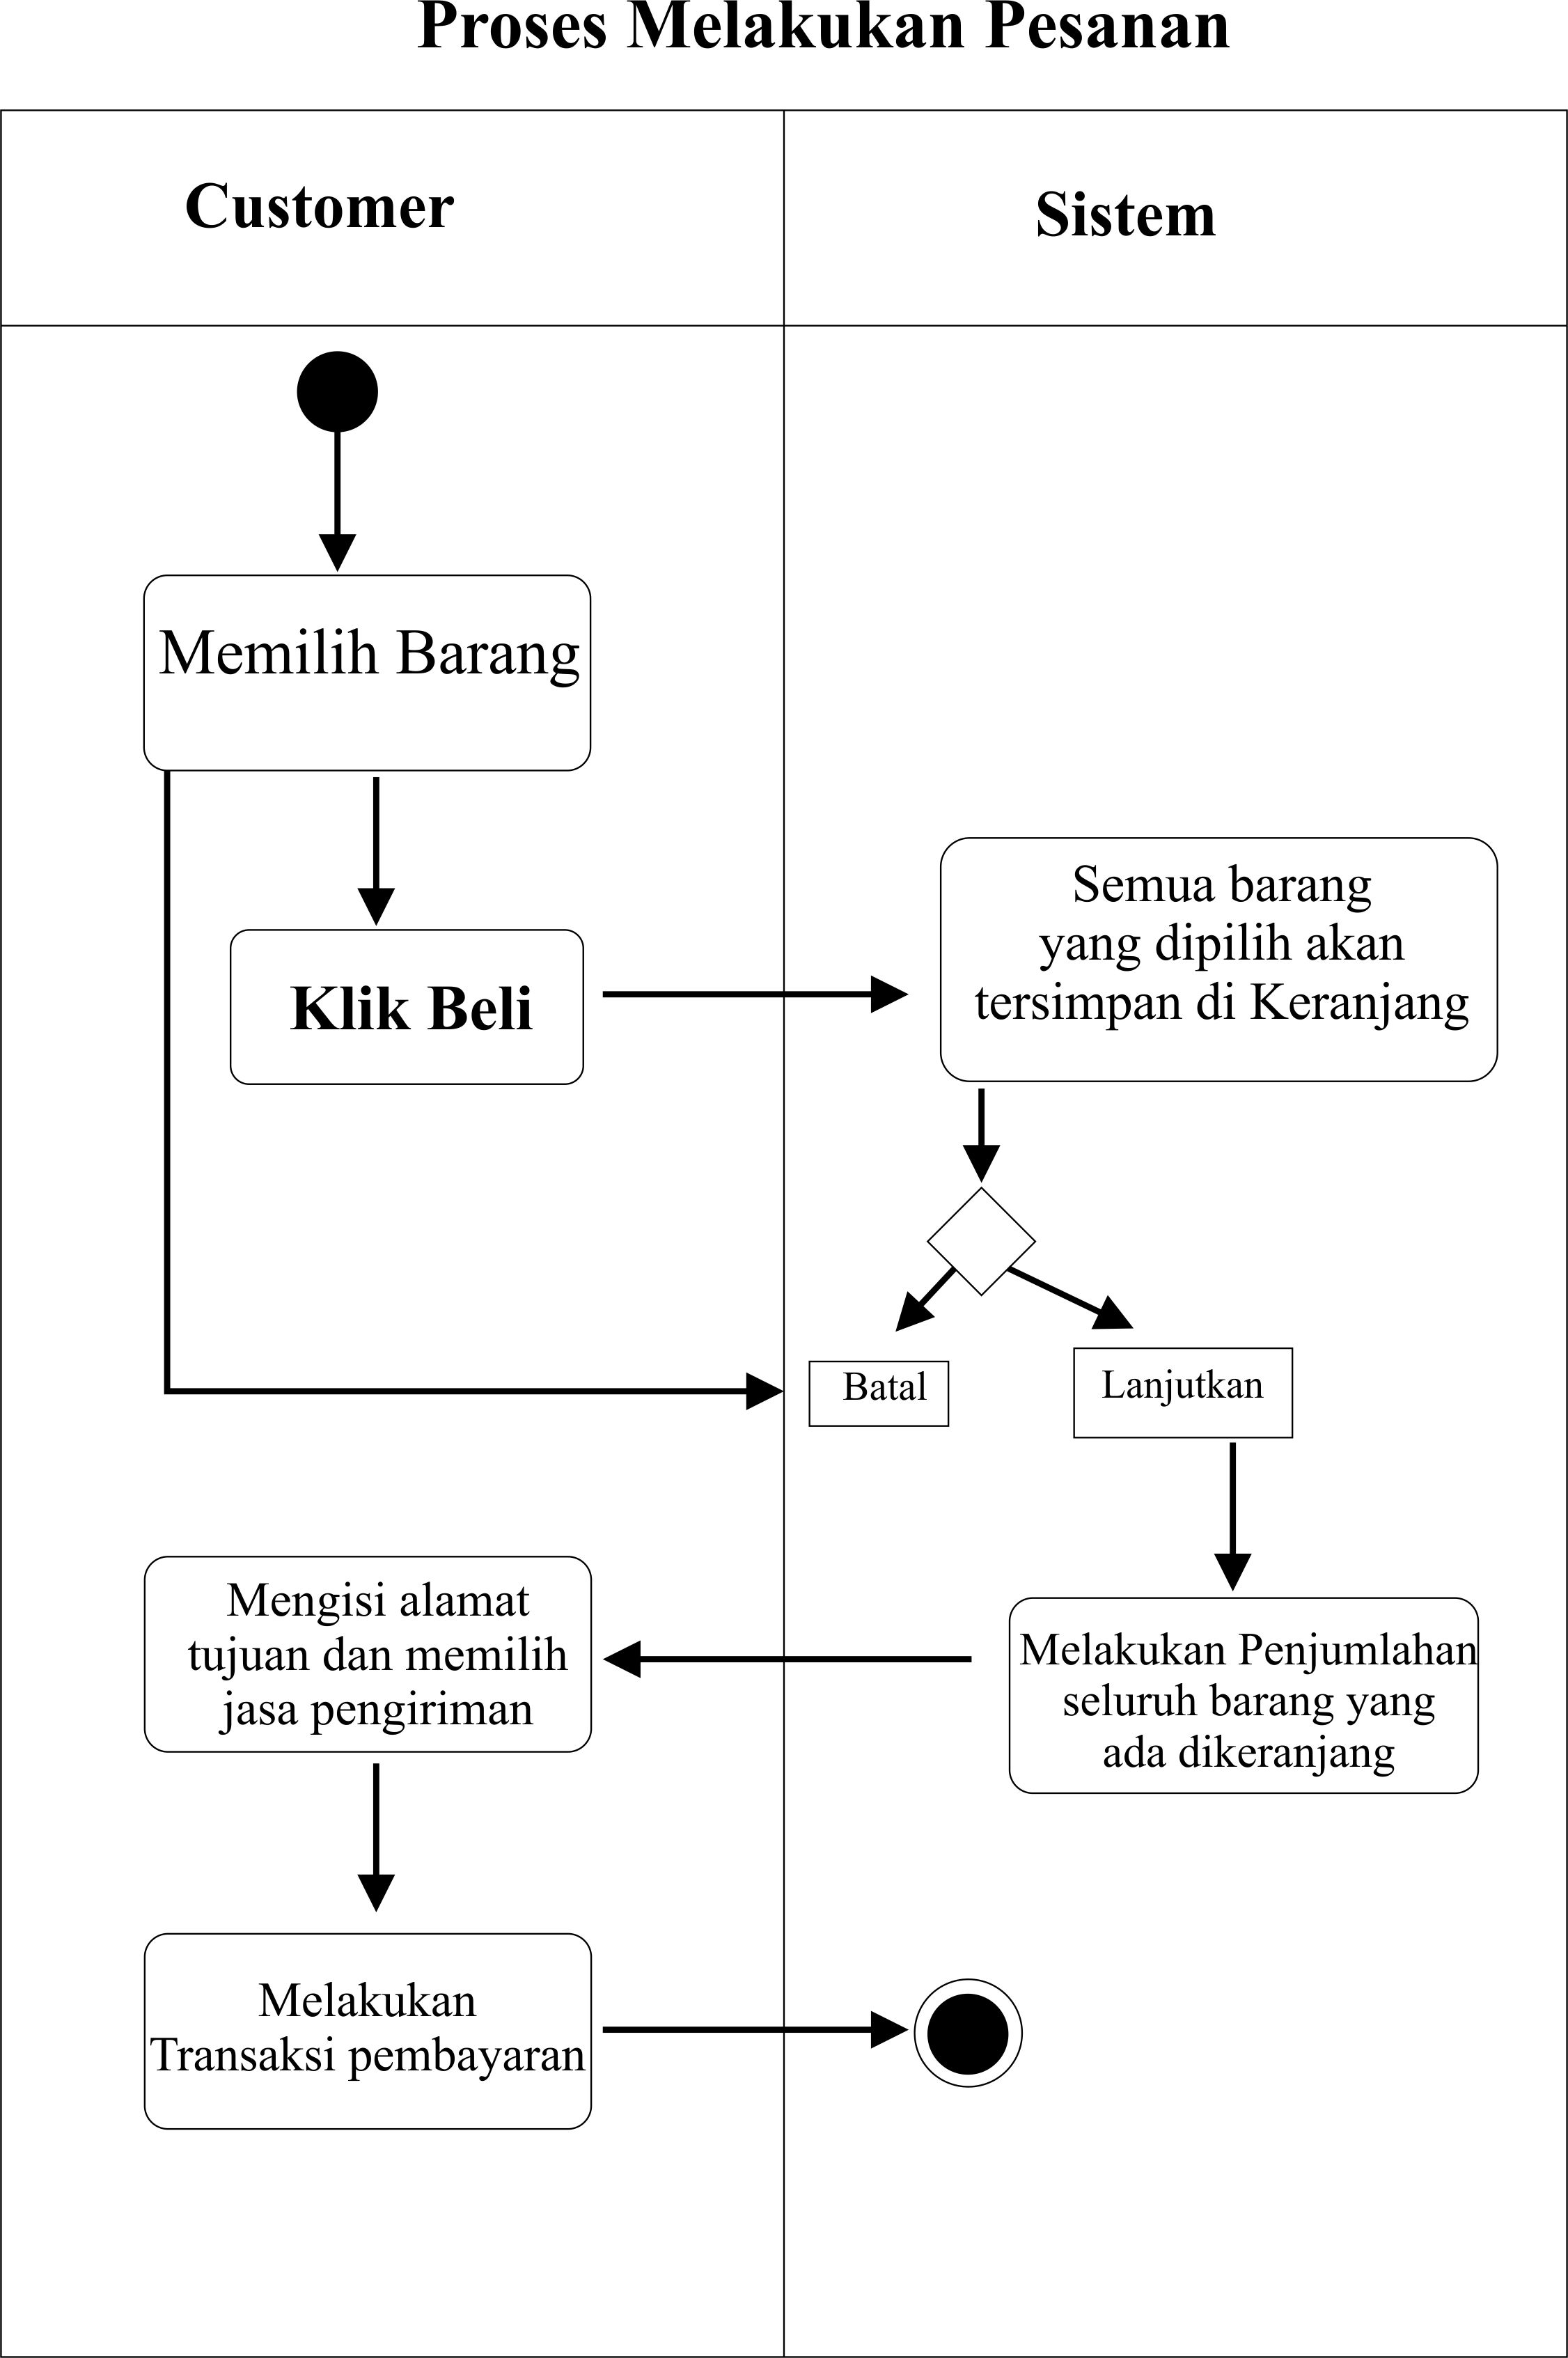 Proses Melakukan Pesanan
Customer
Sistem
Memilih Barang
Klik Beli
Semua barang
yang dipilih akan
tersimpan di Keranjang
Batal
Lanjutkan
Melakukan Penjumlahan
seluruh barang yang
ada dikeranjang
Mengisi alamat
tujuan dan memilih
jasa pengiriman
Melakukan
Transaksi pembayaran